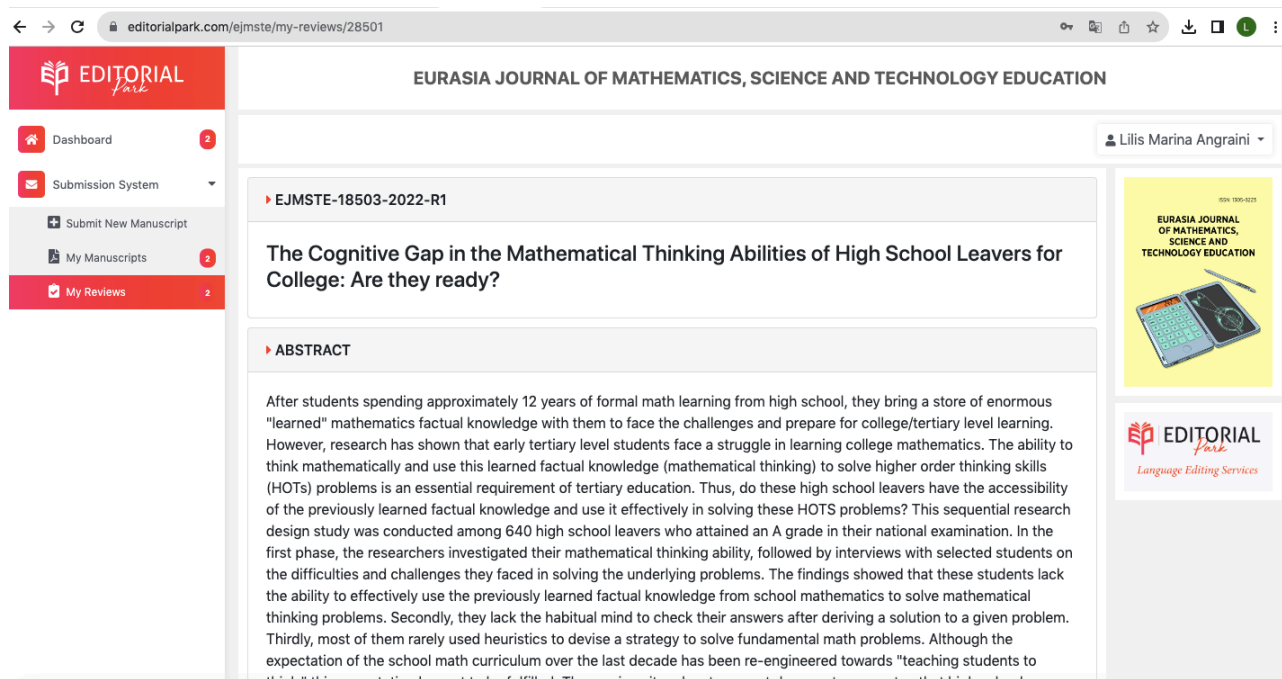 editorialpark.com/ejmste/my-reviews/28501
L
EDITORIAL
Park
EURASIA JOURNAL OF MATHEMATICS, SCIENCE AND TECHNOLOGY EDUCATION
Dashboard 2
Lilis Marina Angraini
Submission System
Submit New Manuscript
My Manuscripts 2
My Reviews 2
EJMSTE-18503-2022-R1
The Cognitive Gap in the Mathematical Thinking Abilities of High School Leavers for
College: Are they ready?
ABSTRACT
After students spending approximately 12 years of formal math learning from high school, they bring a store of enormous
"learned" mathematics factual knowledge with them to face the challenges and prepare for college/tertiary level learning.
However, research has shown that early tertiary level students face a struggle in learning college mathematics. The ability to
think mathematically and use this learned factual knowledge (mathematical thinking) to solve higher order thinking skills
(HOTs) problems is an essential requirement of tertiary education. Thus, do these high school leavers have the accessibility
of the previously learned factual knowledge and use it effectively in solving these HOTS problems? This sequential research
design study was conducted among 640 high school leavers who attained an A grade in their national examination. In the
first phase, the researchers investigated their mathematical thinking ability, followed by interviews with selected students on
the difficulties and challenges they faced in solving the underlying problems. The findings showed that these students lack
the ability to effectively use the previously learned factual knowledge from school mathematics to solve mathematical
thinking problems. Secondly, they lack the habitual mind to check their answers after deriving a solution to a given problem.
Thirdly, most of them rarely used heuristics to devise a strategy to solve fundamental math problems. Although the
expectation of the school math curriculum over the last decade has been re-engineered towards "teaching students to
EURASIA JOURNAL
OF MATHEMATICS,
SCIENCE AND
TECHNOLOGY EDUCATION
EDITORIAL
Park
Language Editing Services